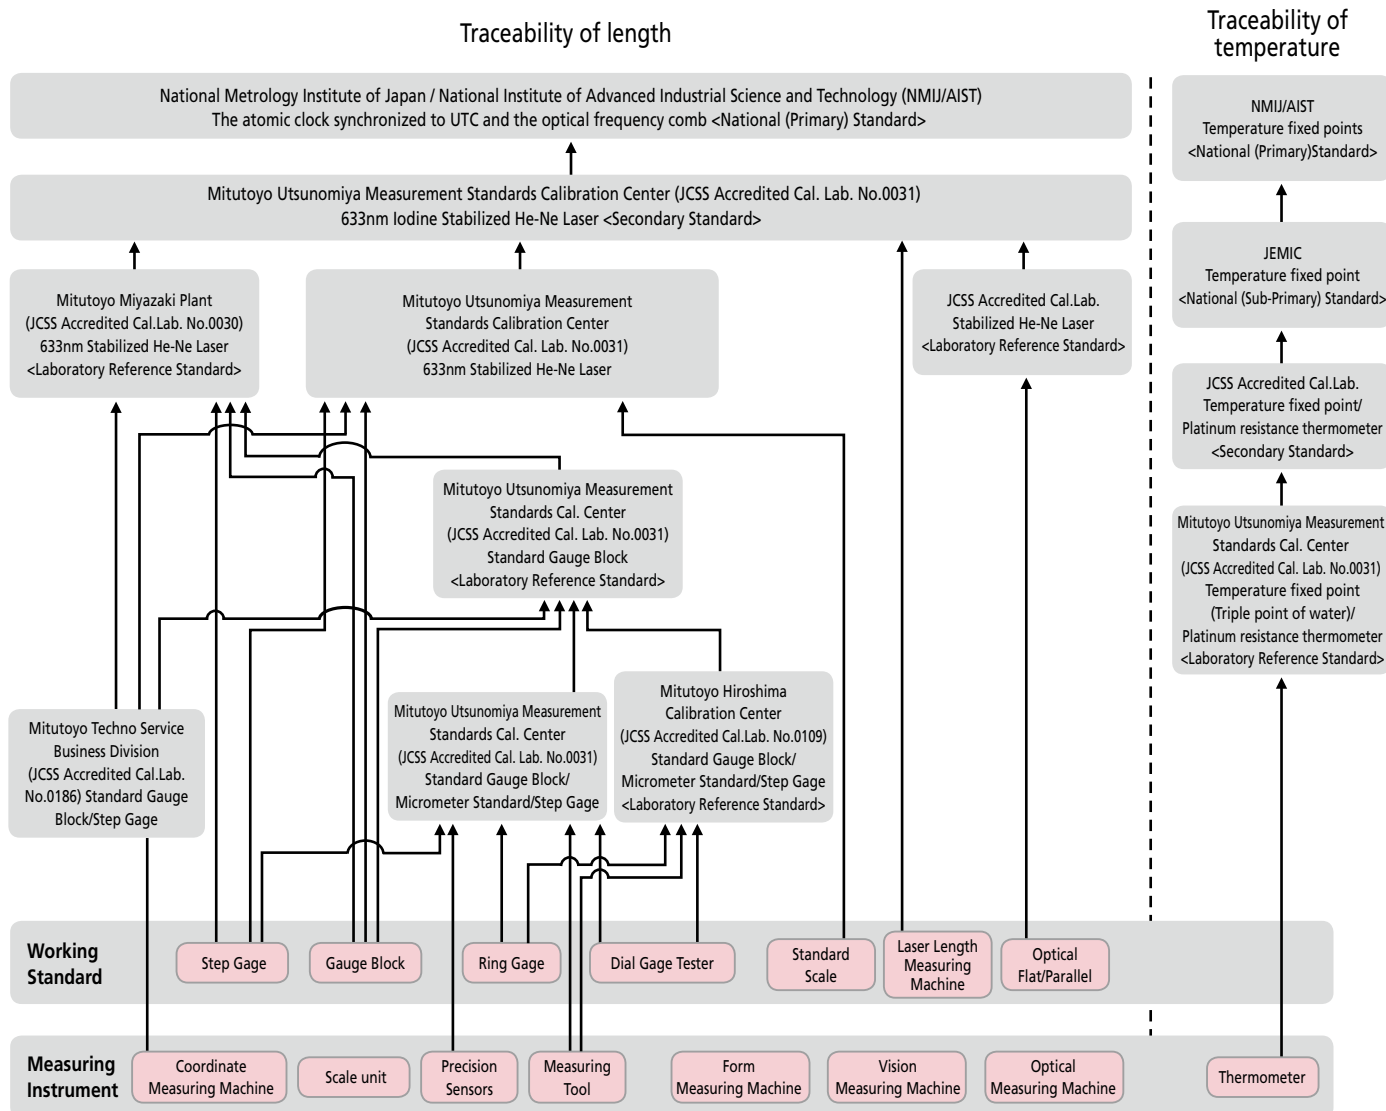 Traceability of length
Traceability of
temperature
National Metrology Institute of Japan / National Institute of Advanced Industrial Science and Technology (NMIJ/AIST)
The atomic clock synchronized to UTC and the optical frequency comb <National (Primary) Standard>
NMIJ/AIST
Temperature fixed points
<National (Primary)Standard>
Mitutoyo Utsunomiya Measurement Standards Calibration Center (JCSS Accredited Cal. Lab. No.0031)
633nm Iodine Stabilized He-Ne Laser <Secondary Standard>
JEMIC
Temperature fixed point
<National (Sub-Primary) Standard>
Mitutoyo Miyazaki Plant
(JCSS Accredited Cal.Lab. No.0030)
633nm Stabilized He-Ne Laser
<Laboratory Reference Standard>
Mitutoyo Utsunomiya Measurement
Standards Calibration Center
(JCSS Accredited Cal. Lab. No.0031)
633nm Stabilized He-Ne Laser
JCSS Accredited Cal.Lab.
Stabilized He-Ne Laser
<Laboratory Reference Standard>
JCSS Accredited Cal.Lab.
Temperature fixed point/
Platinum resistance thermometer
<Secondary Standard>
Mitutoyo Utsunomiya Measurement
Standards Cal. Center
(JCSS Accredited Cal. Lab. No.0031)
Standard Gauge Block
<Laboratory Reference Standard>
Mitutoyo Utsunomiya Measurement
Standards Cal. Center
(JCSS Accredited Cal. Lab. No.0031)
Temperature fixed point
(Triple point of water)/
Platinum resistance thermometer
<Laboratory Reference Standard>
Mitutoyo Techno Service
Business Division
(JCSS Accredited Cal.Lab.
No.0186) Standard Gauge
Block/Step Gage
Mitutoyo Utsunomiya Measurement
Standards Cal. Center
(JCSS Accredited Cal. Lab. No.0031)
Standard Gauge Block/
Micrometer Standard/Step Gage
Mitutoyo Hiroshima
Calibration Center
(JCSS Accredited Cal.Lab. No.0109)
Standard Gauge Block/
Micrometer Standard/Step Gage
<Laboratory Reference Standard>
Working
Standard
Step Gage
Gauge Block
Ring Gage
Dial Gage Tester
Standard
Scale
Laser Length
Measuring
Machine
Optical
Flat/Parallel
Measuring
Instrument
Coordinate
Measuring Machine
Scale unit
Precision
Sensors
Measuring
Tool
Form
Measuring Machine
Vision
Measuring Machine
Optical
Measuring Machine
Thermometer